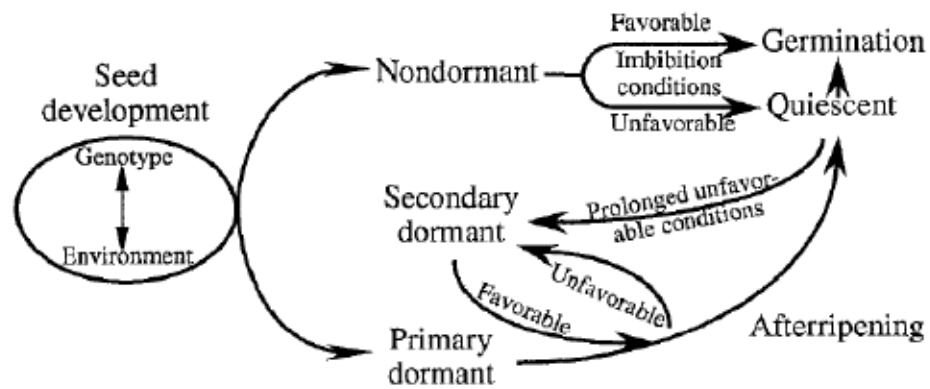 Seed
development
Genotype
Environment
Nondormant
Favorable
Imbibition
conditions
Unfavorable
Germination
Quiescent
Secondary
dormant
Prolonged unfavor-
able conditions
Unfavorable
Favorable
Primary
dormant
Afterripening